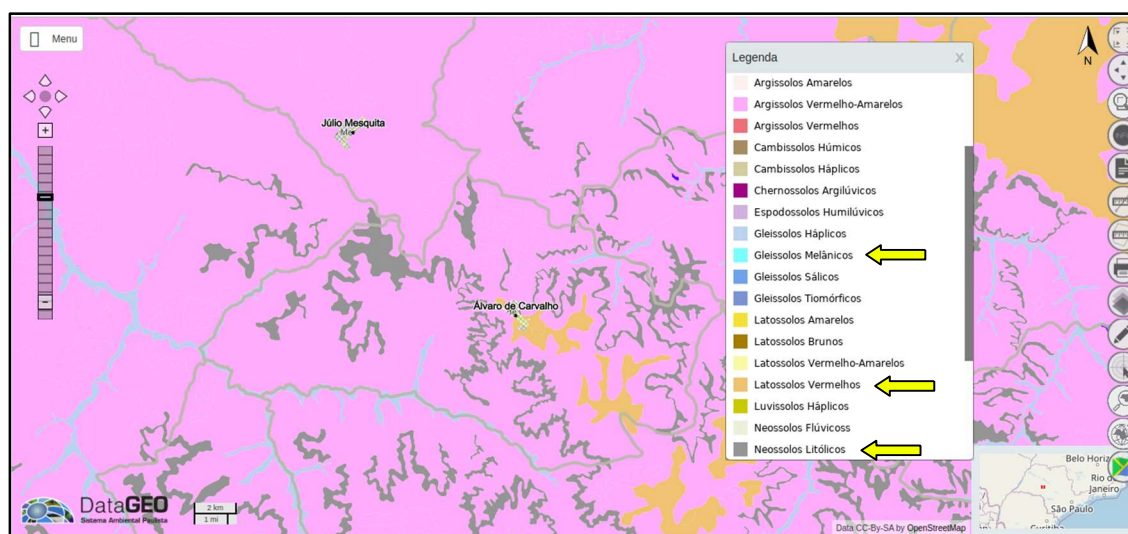 Menu
Júlio Mesquita
Álvaro de Carvalho
Legenda
X
Argissolos Amarelos
Argissolos Vermelho-Amarelos
Argissolos Vermelhos
Cambissolos Húmicos
Cambissolos Háplicos
Chernossolos Argilúvicos
Espodossolos Humilúvicos
Gleissolos Háplicos
Gleissolos Melânicos
Gleissolos Sálicos
Gleissolos Tiomórficos
Latossolos Amarelos
Latossolos Brunos
Latossolos Vermelho-Amarelos
Latossolos Vermelhos
Luvissolos Háplicos
Neossolos Flúvicoss
Neossolos Litólicos
N
DataGEO
Sistema Ambiental Paulista
2 km
1 mi
Belo Horiz
Rio d
Janeiro
São Paulo
Curitiba
Data CC-By-SA by OpenStreetMap